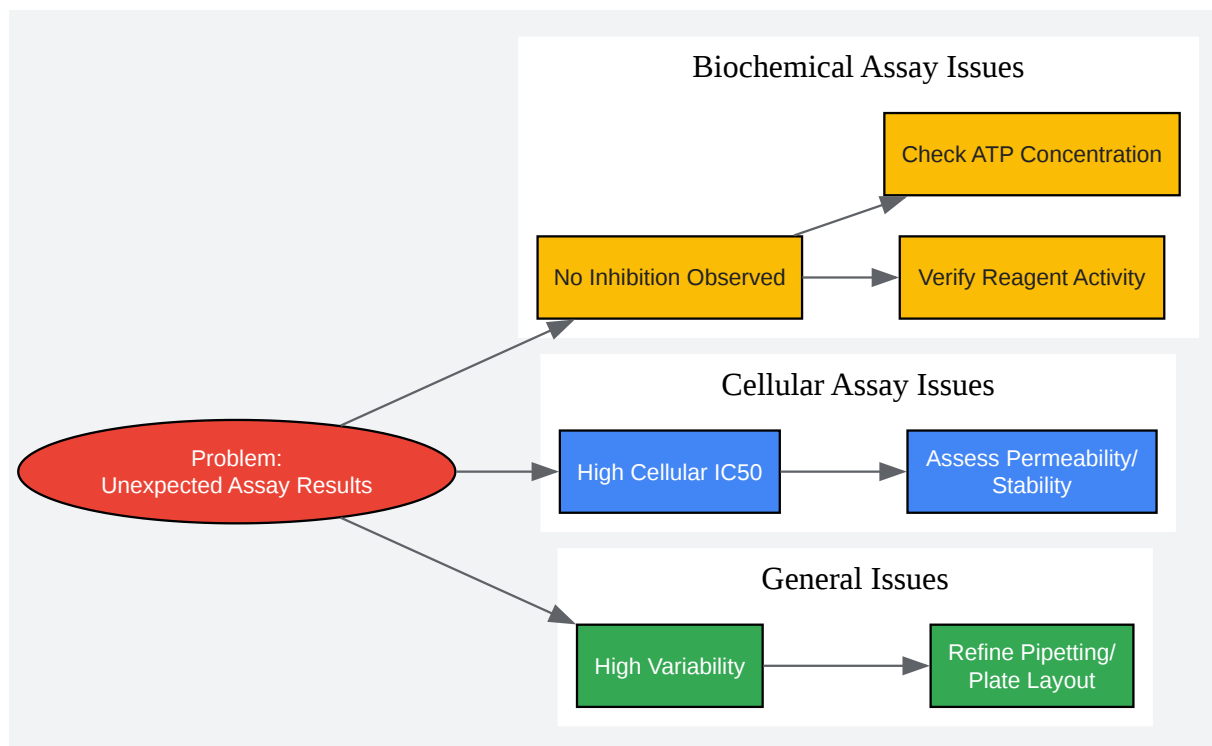 Biochemical Assay Issues
Check ATP Concentration
No Inhibition Observed
Verify Reagent Activity
Cellular Assay Issues
Problem:
Unexpected Assay Results
High Cellular IC50
Assess Permeability/
Stability
General Issues
High Variability
Refine Pipetting/
Plate Layout